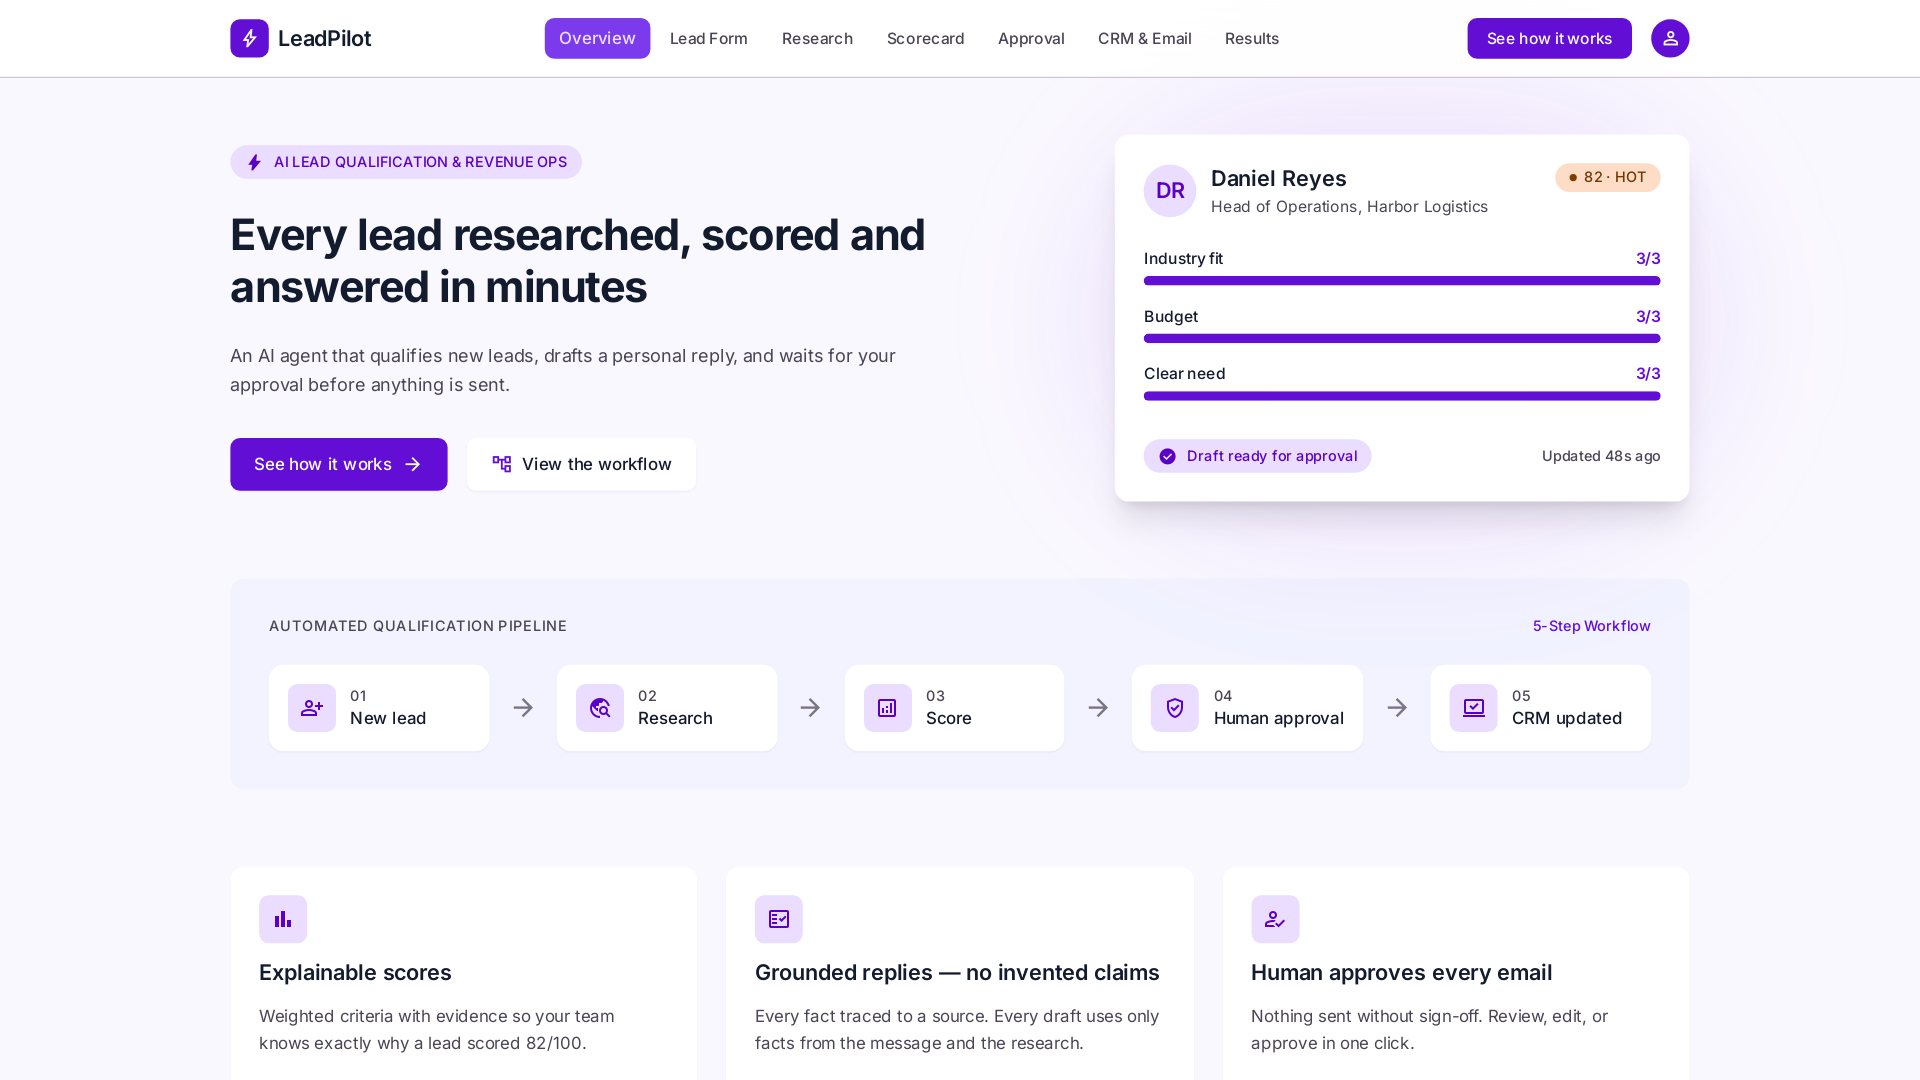 LeadPilot
Overview
Lead Form
Research
Scorecard
Approval
CRM & Email
Results
See how it works
AI LEAD QUALIFICATION & REVENUE OPS
Every lead researched, scored and
answered in minutes
An AI agent that qualifies new leads, drafts a personal reply, and waits for your
approval before anything is sent.
See how it works
View the workflow
DR
Daniel Reyes
Head of Operations, Harbor Logistics
82 · HOT
Industry fit
3/3
Budget
3/3
Clear need
3/3
Draft ready for approval
Updated 48s ago
AUTOMATED QUALIFICATION PIPELINE
5-Step Workflow
01
New lead
02
Research
03
Score
04
Human approval
05
CRM updated
Explainable scores
Weighted criteria with evidence so your team
knows exactly why a lead scored 82/100.
Grounded replies — no invented claims
Every fact traced to a source. Every draft uses only
facts from the message and the research.
Human approves every email
Nothing sent without sign-off. Review, edit, or
approve in one click.